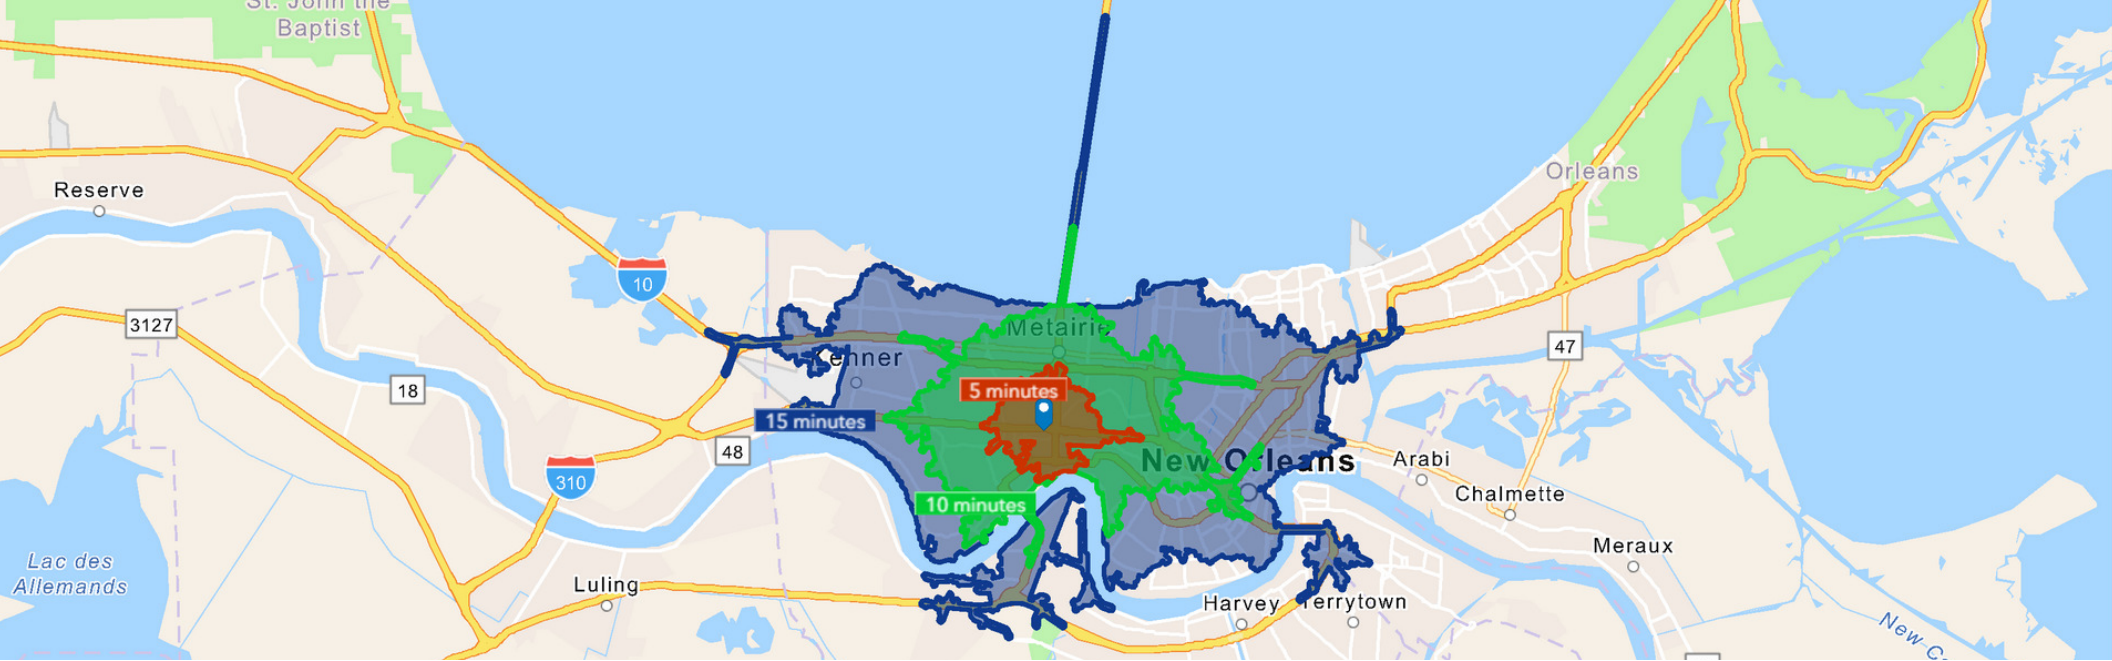 St. John the
Baptist
Reserve
Orleans
10
3127
Metairie
47
Kenner
18
5 minutes
15 minutes
48
New Orleans
Arabi
310
Chalmette
10 minutes
Meraux
Lac des
Allemands
Luling
Harvey
Terrytown